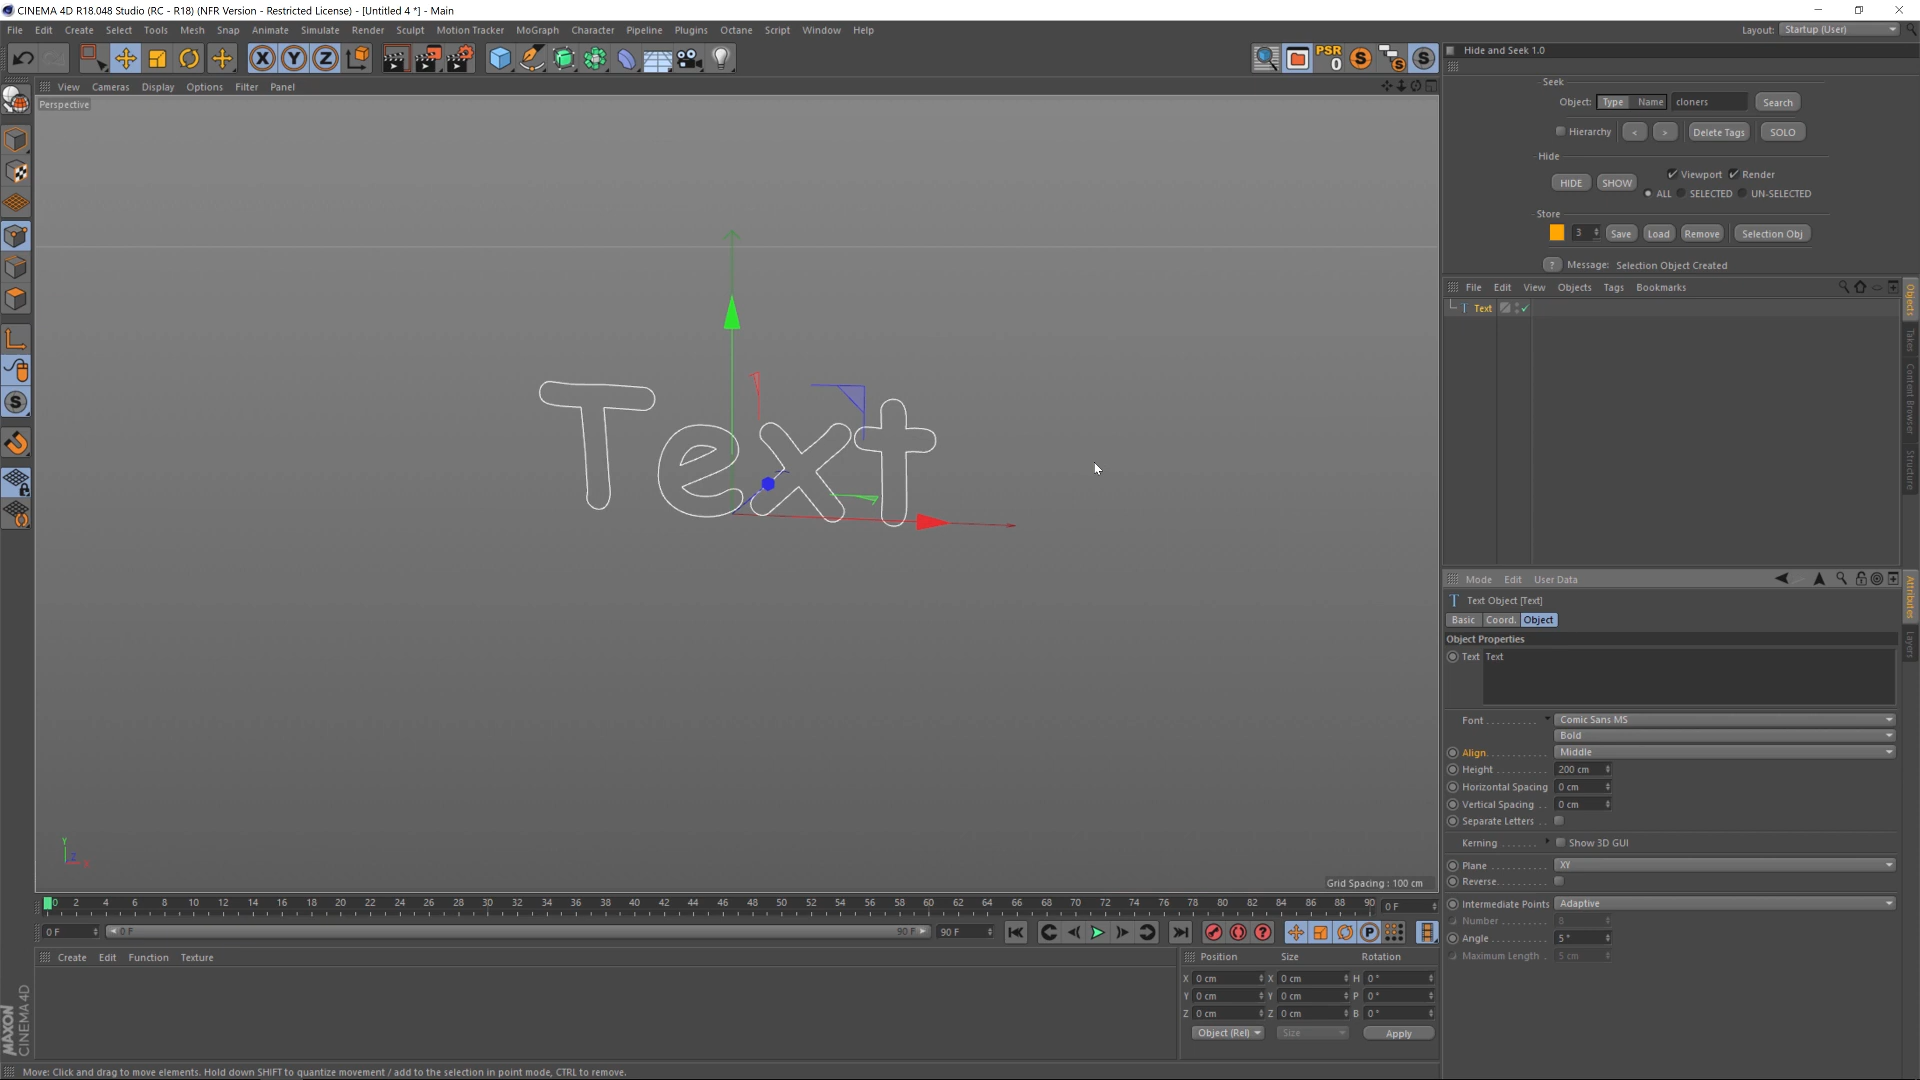 CINEMA 4D R18.048 Studio (RC - R18) (NFR Version - Restricted License) - [Untitled 4 *] - Main
File Edit Create Select Tools Mesh Snap Animate Simulate Render Sculpt Motion Tracker MoGraph Character Pipeline Plugins Octane Script Window Help
Layout: Startup (User)
X Y Z PSR 0 S S S
Hide and Seek 1.0
View Cameras Display Options Filter Panel
Perspective
Seek
Object: Type Name cloners Search
Hierarchy < > Delete Tags SOLO
Hide
HIDE SHOW Viewport Render
ALL SELECTED UN-SELECTED
Store
3 Save Load Remove Selection Obj
? Message: Selection Object Created
File Edit View Objects Tags Bookmarks
Text
Objects
Takes
Content Browser
Structure
Text
Mode Edit User Data
T Text Object [Text]
Basic Coord. Object
Object Properties
Text Text
Attributes
Layers
Font Comic Sans MS
Bold
Align Middle
Height 200 cm
Horizontal Spacing 0 cm
Vertical Spacing 0 cm
Separate Letters
Kerning Show 3D GUI
Plane XY
Reverse
Intermediate Points Adaptive
Number 8
Angle 5 °
Maximum Length 5 cm
Y
Z X
Grid Spacing : 100 cm
0 2 4 6 8 10 12 14 16 18 20 22 24 26 28 30 32 34 36 38 40 42 44 46 48 50 52 54 56 58 60 62 64 66 68 70 72 74 76 78 80 82 84 86 88 90 0 F
0 F 0 F 90 F 90 F ? P
Create Edit Function Texture
Position Size Rotation
X 0 cm X 0 cm H 0 °
Y 0 cm Y 0 cm P 0 °
Z 0 cm Z 0 cm B 0 °
Object (Rel) Size Apply
MAXON
CINEMA 4D
Move: Click and drag to move elements. Hold down SHIFT to quantize movement / add to the selection in point mode, CTRL to remove.